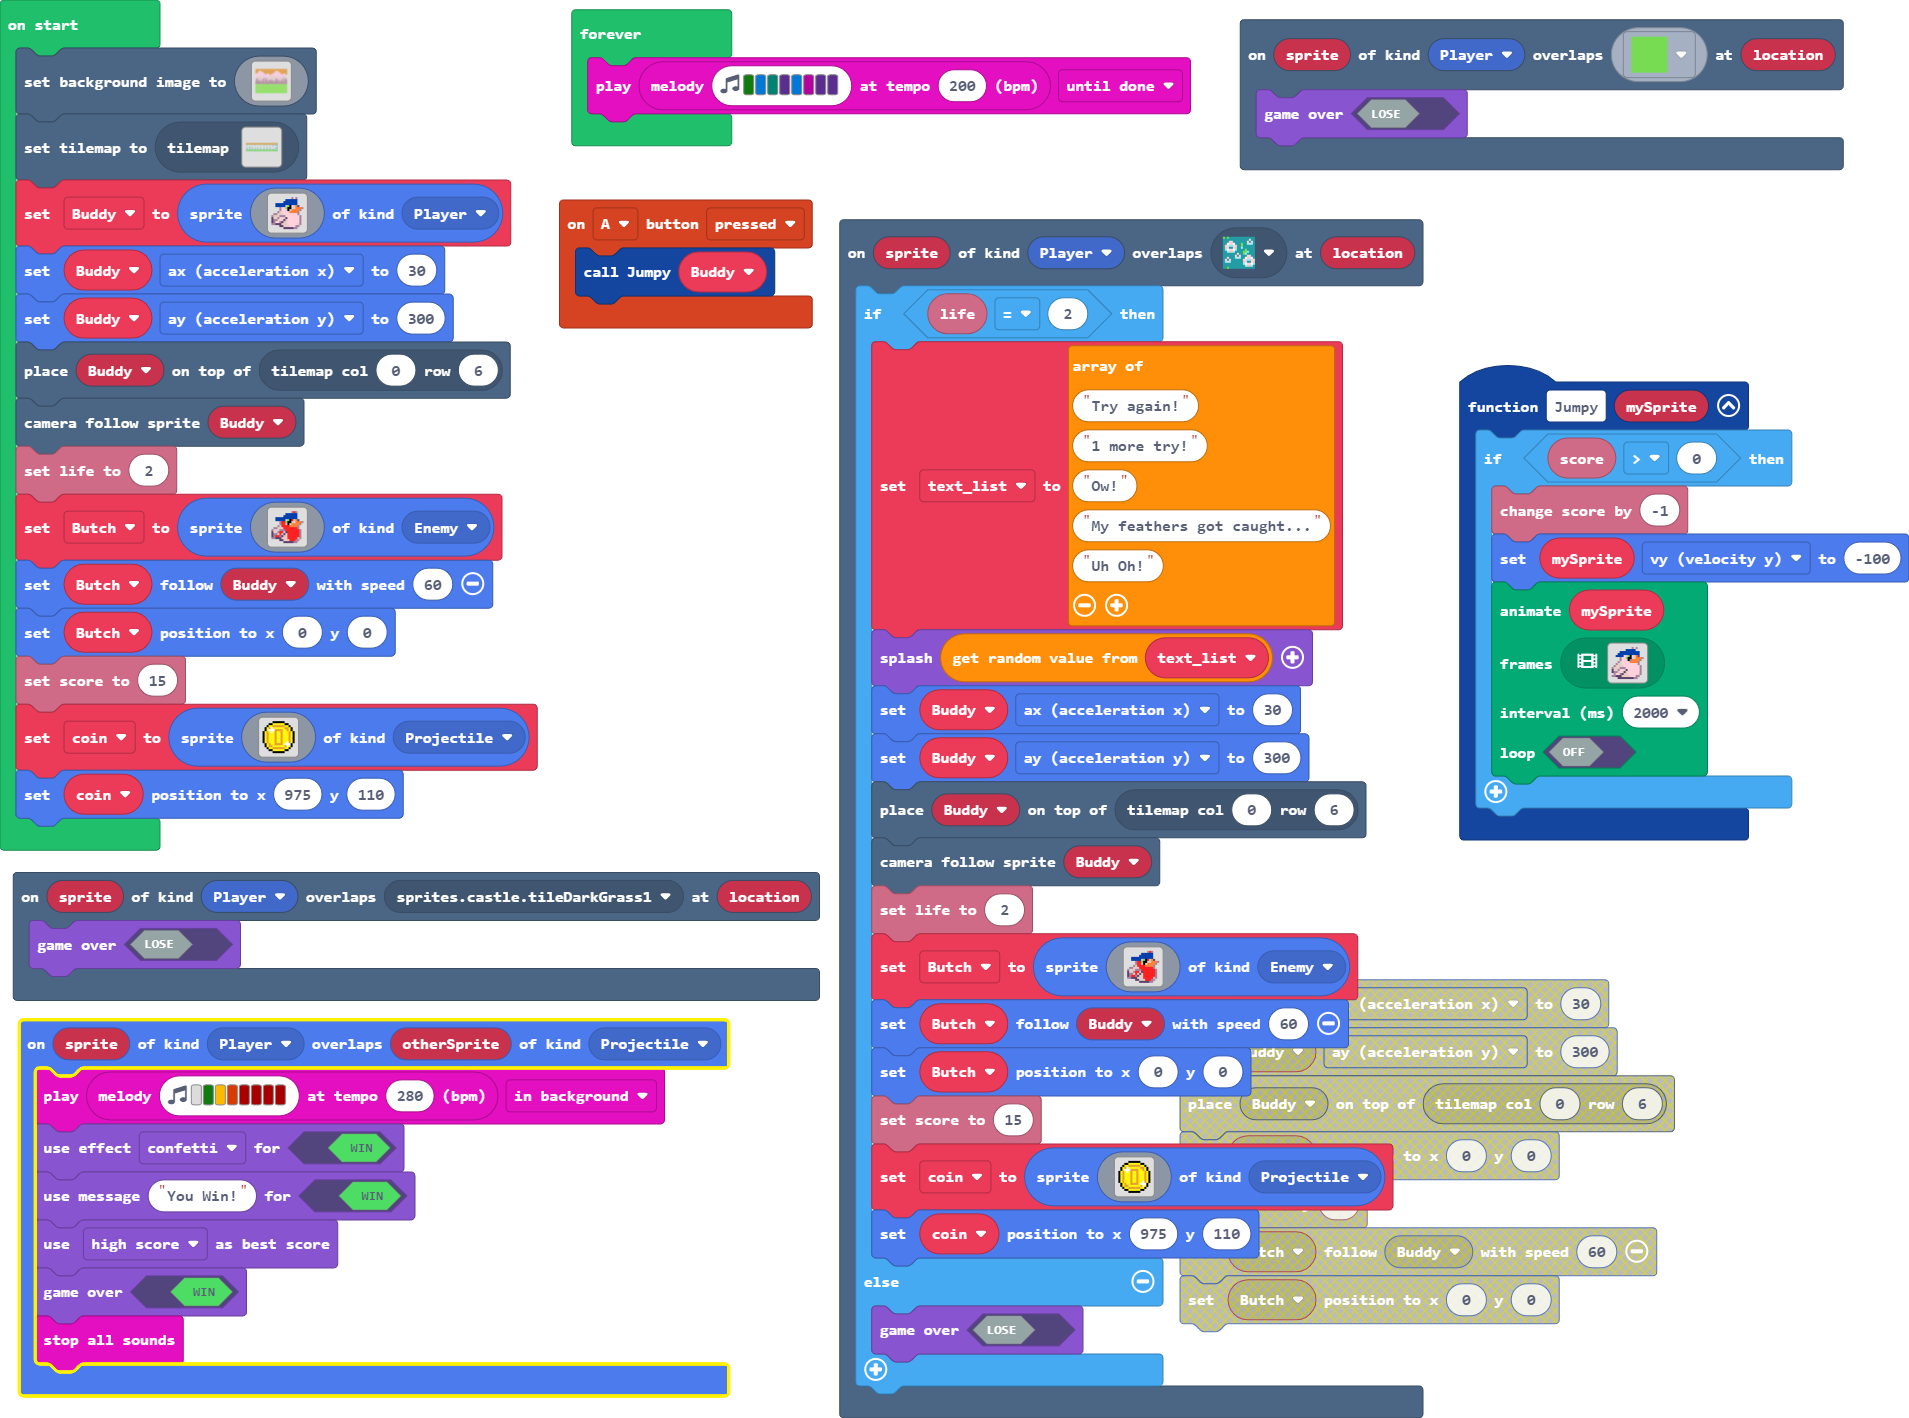 on start
set background image to
set tilemap to tilemap
set Buddy to sprite of kind Player
set Buddy ax (acceleration x) to 30
set Buddy ay (acceleration y) to 300
place Buddy on top of tilemap col 0 row 6
camera follow sprite Buddy
set life to 2
set Butch to sprite of kind Enemy
set Butch follow Buddy with speed 60
set Butch position to x 0 y 0
set score to 15
set coin to sprite of kind Projectile
set coin position to x 975 y 110
on sprite of kind Player overlaps sprites.castle.tileDarkGrass1 at location
game over LOSE
on sprite of kind Player overlaps otherSprite of kind Projectile
play melody at tempo 280 (bpm) in background
use effect confetti for WIN
use message "You Win!" for WIN
use high score as best score
game over WIN
stop all sounds
forever
play melody at tempo 200 (bpm) until done
on A button pressed
call Jumpy Buddy
on sprite of kind Player overlaps at location
game over LOSE
on sprite of kind Player overlaps at location
if life = 2 then
set text_list to array of
"Try again!"
"1 more try!"
"Ow!"
"My feathers got caught..."
"Uh Oh!"
splash get random value from text_list
set Buddy ax (acceleration x) to 30
set Buddy ay (acceleration y) to 300
place Buddy on top of tilemap col 0 row 6
camera follow sprite Buddy
set life to 2
set Butch to sprite of kind Enemy
set Butch follow Buddy with speed 60
set Butch position to x 0 y 0
set score to 15
set coin to sprite of kind Projectile
set coin position to x 975 y 110
else
game over LOSE
(acceleration x) to 30
uddy ay (acceleration y) to 300
place Buddy on top of tilemap col 0 row 6
to x 0 y 0
tch follow Buddy with speed 60
set Butch position to x 0 y 0
function Jumpy mySprite
if score > 0 then
change score by -1
set mySprite vy (velocity y) to -100
animate mySprite
frames
interval (ms) 2000
loop OFF